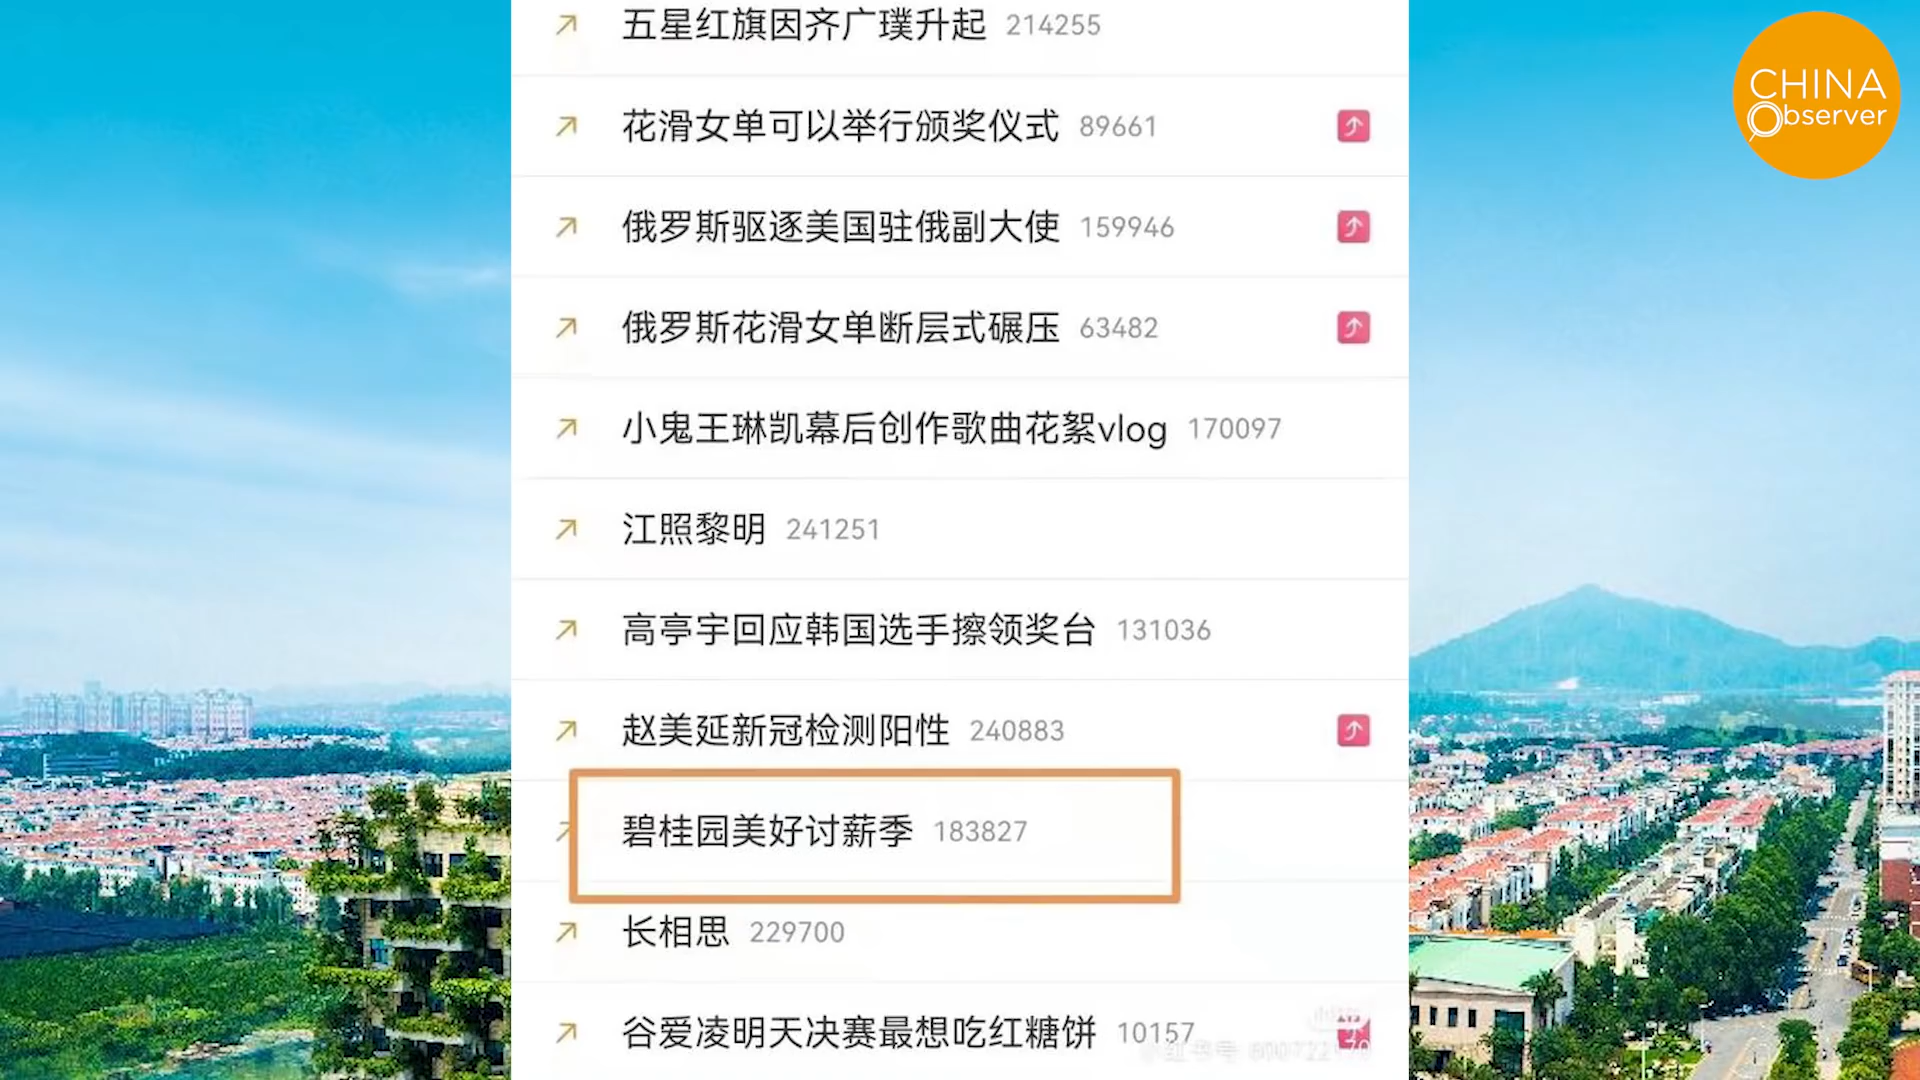 五星红旗因齐广璞升起 214255
CHINA
Observer
花滑女单可以举行颁奖仪式 89661
俄罗斯驱逐美国驻俄副大使 159946
俄罗斯花滑女单断层式碾压 63482
小鬼王琳凯幕后创作歌曲花絮vlog 170097
江照黎明 241251
高亭宇回应韩国选手擦领奖台 131036
赵美延新冠检测阳性 240883
碧桂园美好讨薪季 183827
长相思 229700
谷爱凌明天决赛最想吃红糖饼 10157